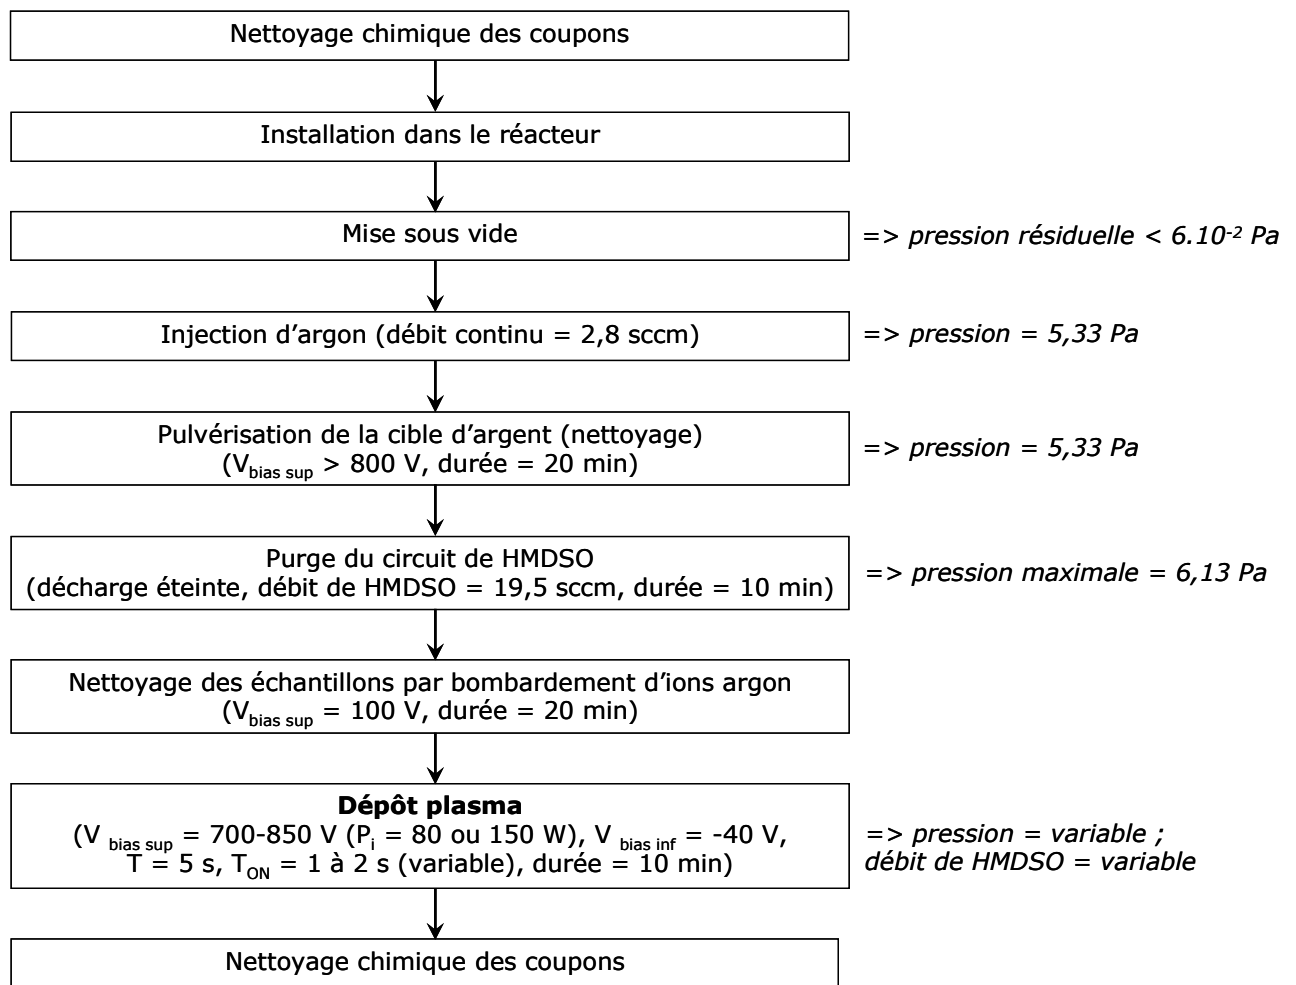 Nettoyage chimique des coupons
Installation dans le réacteur
Mise sous vide
=> pression résiduelle < 6.10-2 Pa
Injection d’argon (débit continu = 2,8 sccm)
=> pression = 5,33 Pa
Pulvérisation de la cible d’argent (nettoyage)
(Vbias sup > 800 V, durée = 20 min)
=> pression = 5,33 Pa
Purge du circuit de HMDSO
(décharge éteinte, débit de HMDSO = 19,5 sccm, durée = 10 min)
=> pression maximale = 6,13 Pa
Nettoyage des échantillons par bombardement d’ions argon
(Vbias sup = 100 V, durée = 20 min)
Dépôt plasma
(V bias sup = 700-850 V (Pi = 80 ou 150 W), V bias inf = -40 V,
T = 5 s, TON = 1 à 2 s (variable), durée = 10 min)
=> pression = variable ;
débit de HMDSO = variable
Nettoyage chimique des coupons